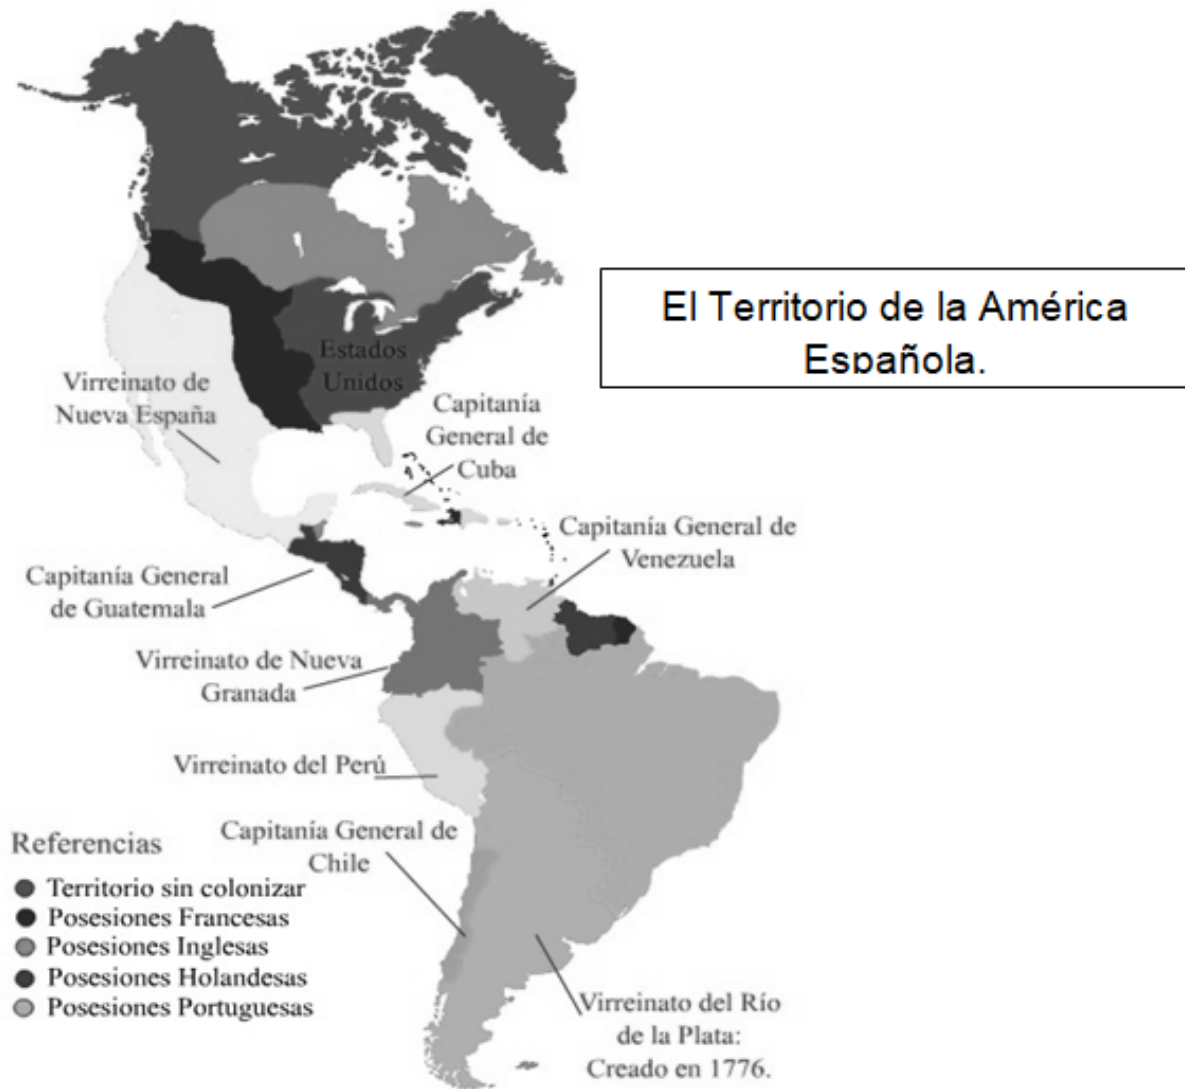 El Territorio de la América
Española.
Estados
Unidos
Virreinato de
Nueva España
Capitanía
General de
Cuba
Capitanía General de
Venezuela
Capitanía General
de Guatemala
Virreinato de Nueva
Granada
Virreinato del Perú
Capitanía General de
Chile
Referencias
Territorio sin colonizar
Posesiones Francesas
Posesiones Inglesas
Posesiones Holandesas
Posesiones Portuguesas
Virreinato del Río
de la Plata:
Creado en 1776.